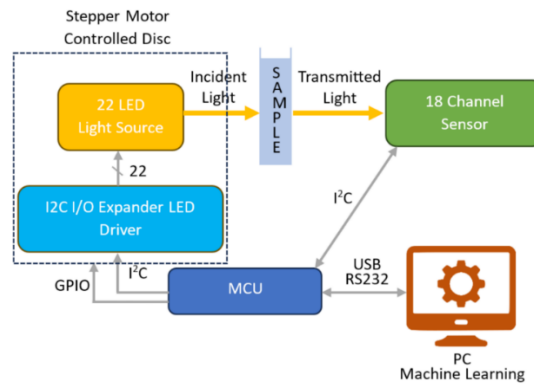 Stepper Motor
Controlled Disc
22 LED
Light Source
Incident
Light
SAMPLE
Transmitted
Light
18 Channel
Sensor
22
I2C I/O Expander LED
Driver
I²C
GPIO
I²C
MCU
USB
RS232
PC
Machine Learning